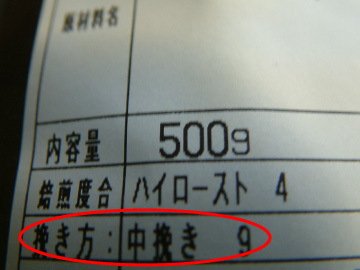 原材料名
内容量 500g
焙煎度合 ハイロースト 4
挽き方: 中挽き 9